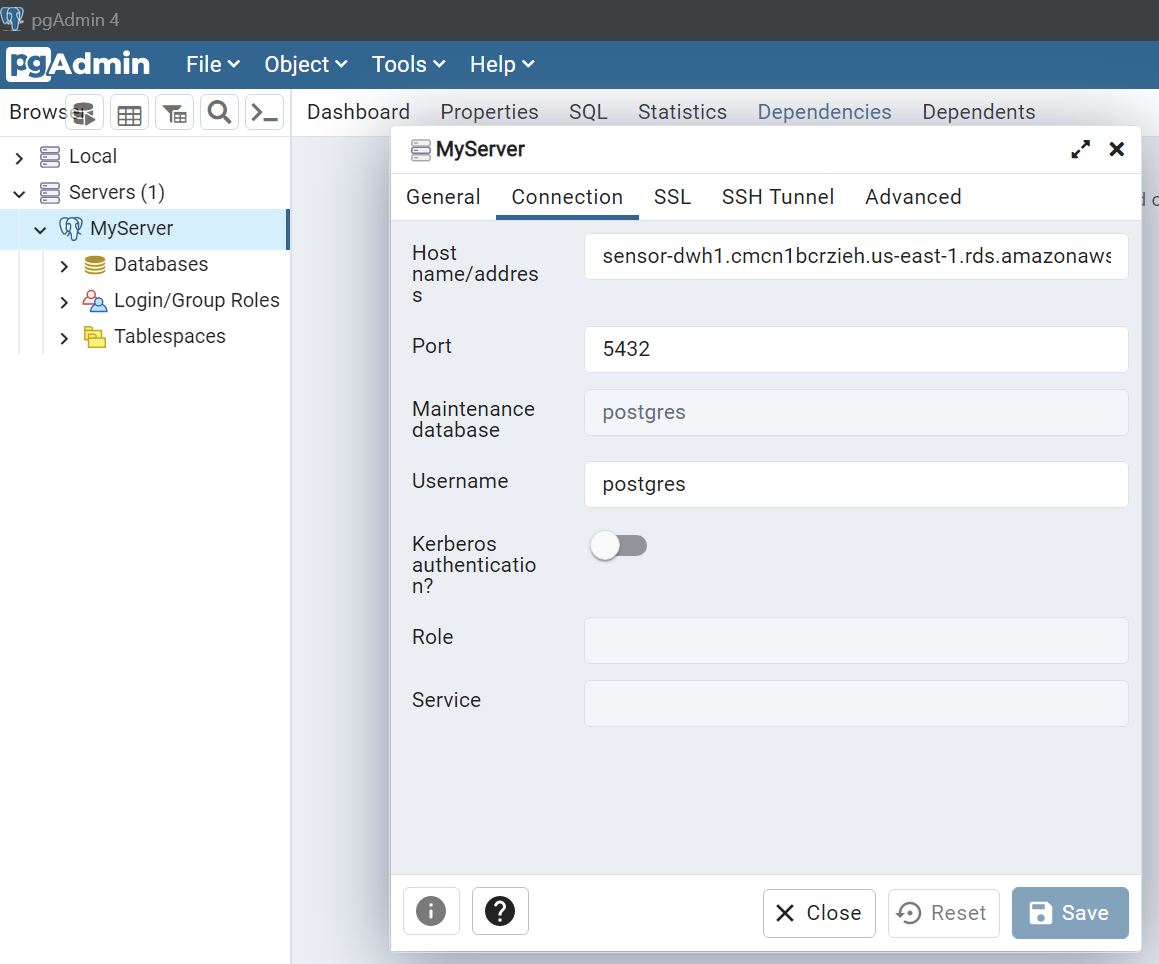 pgAdmin 4
pgAdmin File Object Tools Help
Browser
Dashboard Properties SQL Statistics Dependencies Dependents
Local
Servers (1)
MyServer
Databases
Login/Group Roles
Tablespaces
MyServer
General Connection SSL SSH Tunnel Advanced
Host
name/addres
s
sensor-dwh1.cmcn1bcrzieh.us-east-1.rds.amazonaws
Port
5432
Maintenance
database
postgres
Username
postgres
Kerberos
authenticatio
n?
Role
Service
Close Reset Save